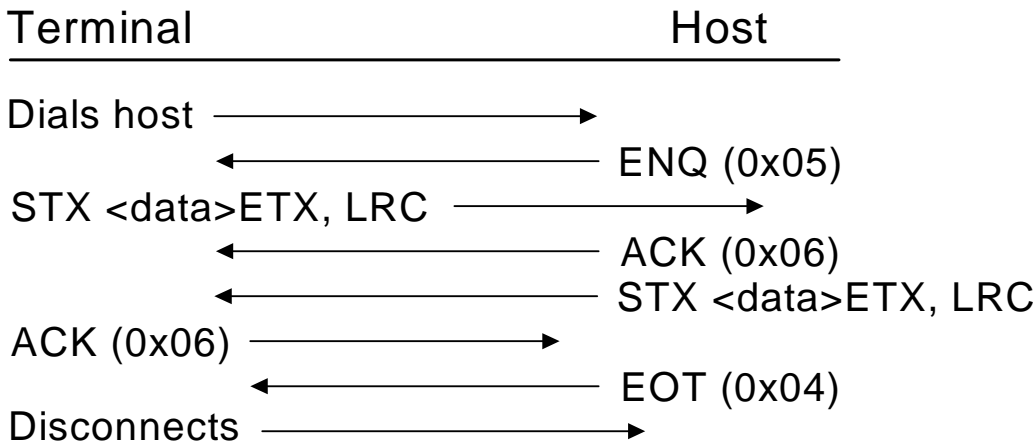 Terminal Host
Dials host
ENQ (0x05)
STX <data>ETX, LRC
ACK (0x06)
STX <data>ETX, LRC
ACK (0x06)
EOT (0x04)
Disconnects